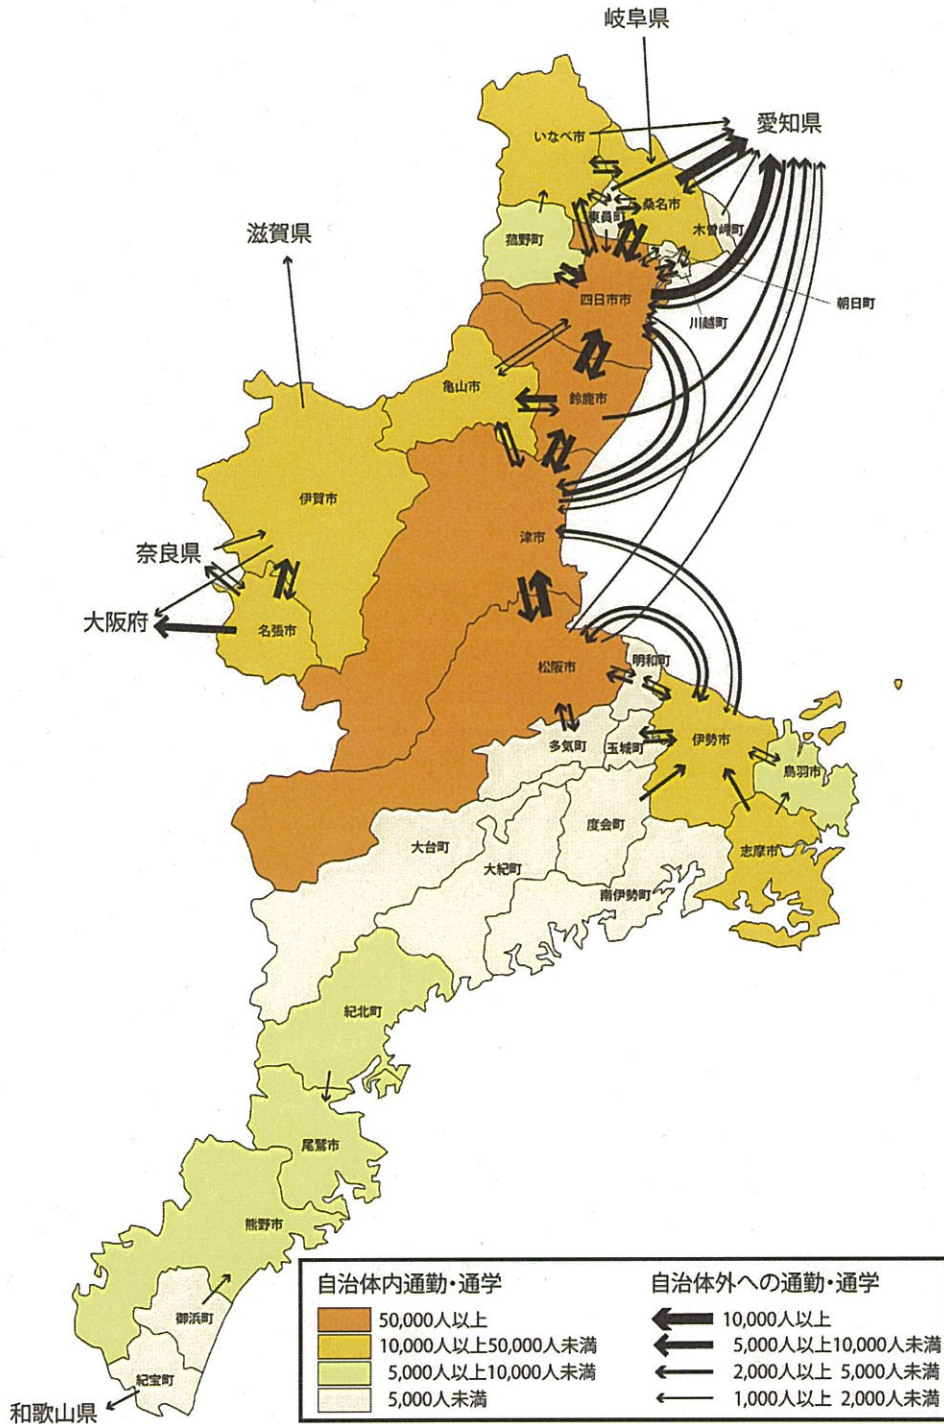 岐阜県
愛知県
いなべ市
桑名市
東員町
木曽岬町
菰野町
滋賀県
四日市市
朝日町
川越町
亀山市
鈴鹿市
伊賀市
津市
奈良県
大阪府
名張市
松阪市
明和町
多気町
玉城町
伊勢市
鳥羽市
度会町
大台町
志摩市
大紀町
南伊勢町
紀北町
尾鷲市
熊野市
御浜町
紀宝町
和歌山県
自治体内通勤・通学
50,000人以上
10,000人以上50,000人未満
5,000人以上10,000人未満
5,000人未満
自治体外への通勤・通学
10,000人以上
5,000人以上10,000人未満
2,000人以上 5,000人未満
1,000人以上 2,000人未満